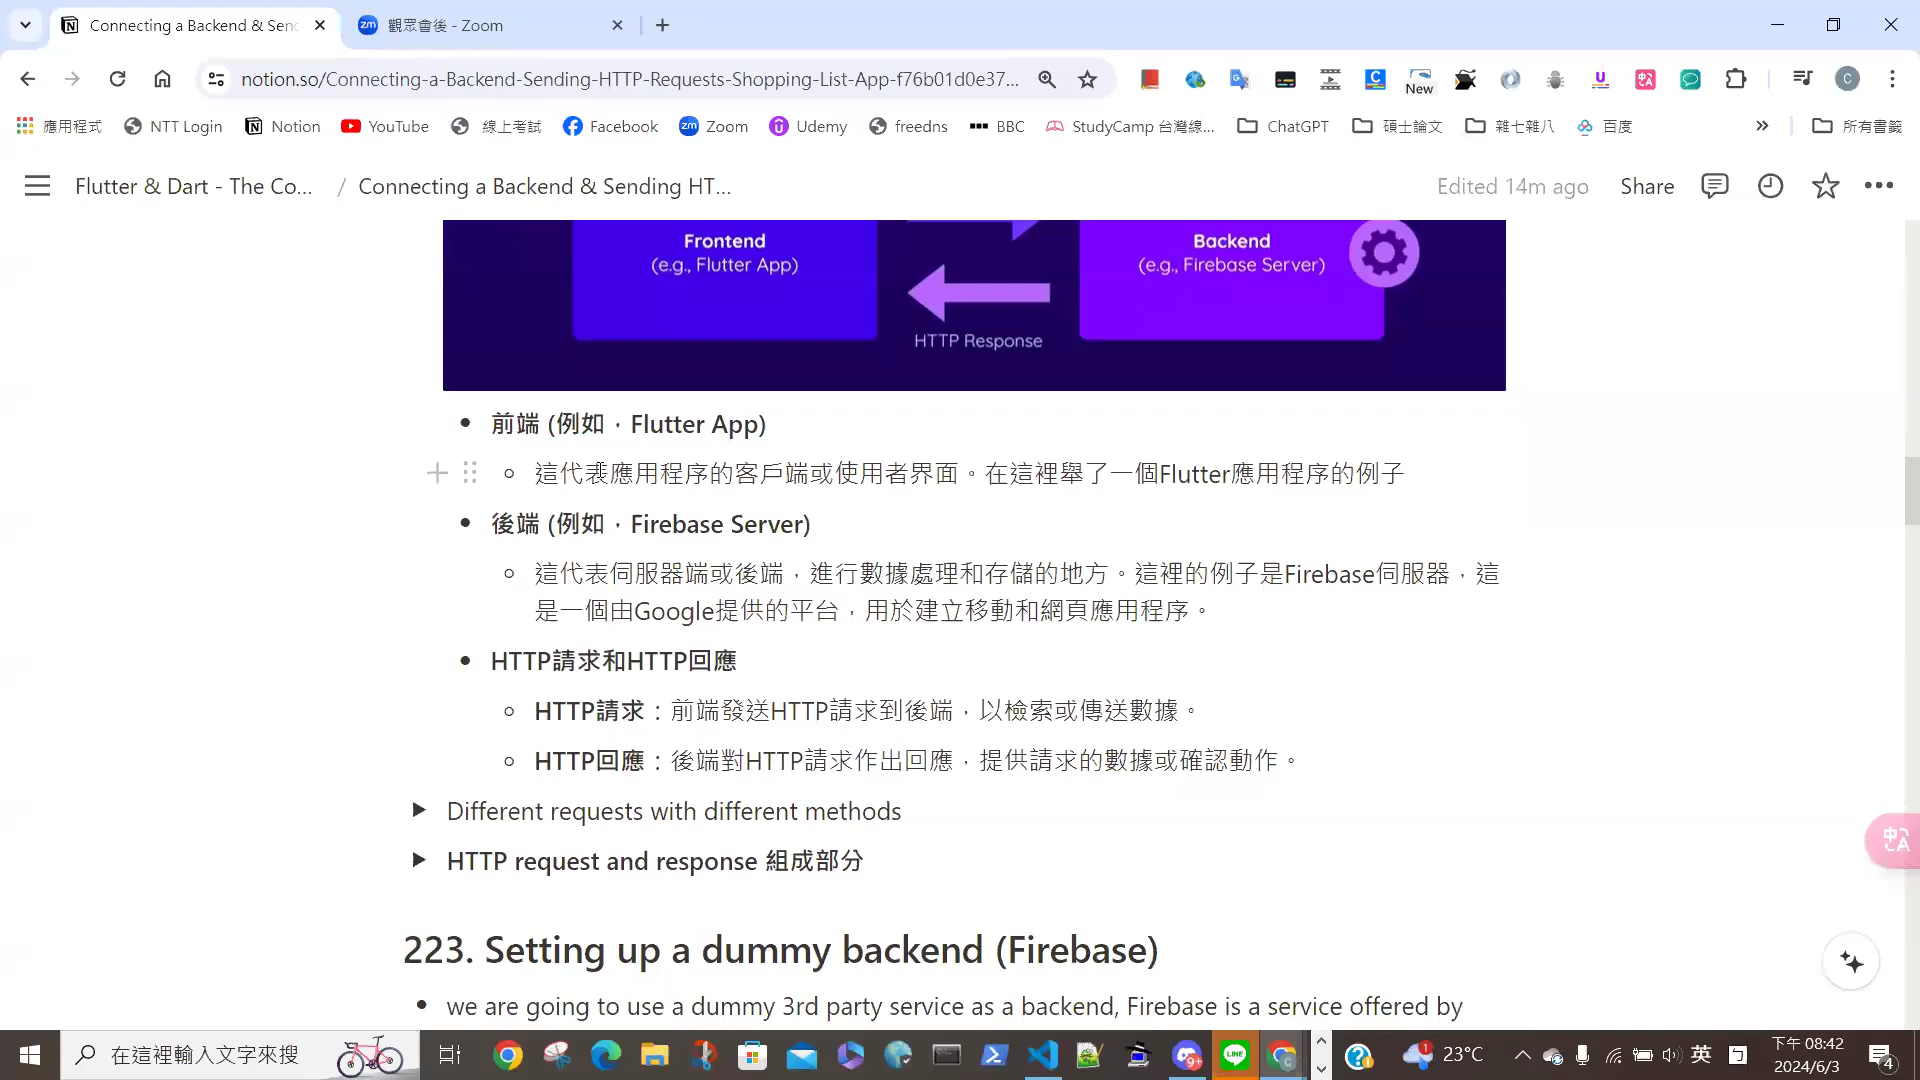 Connecting a Backend & Senc
觀眾會後 - Zoom
notion.so/Connecting-a-Backend-Sending-HTTP-Requests-Shopping-List-App-f76b01d0e37...
New
C
應用程式
NTT Login
Notion
YouTube
線上考試
Facebook
Zoom
Udemy
freedns
BBC
StudyCamp 台灣線...
ChatGPT
碩士論文
雜七雜八
百度
所有書籤
Flutter & Dart - The Co... / Connecting a Backend & Sending HT...
Edited 14m ago
Share
Frontend
(e.g., Flutter App)
Backend
(e.g., Firebase Server)
HTTP Response
前端 (例如，Flutter App)
這代表應用程序的客戶端或使用者界面。在這裡舉了一個Flutter應用程序的例子
後端 (例如，Firebase Server)
這代表伺服器端或後端，進行數據處理和存儲的地方。這裡的例子是Firebase伺服器，這
是一個由Google提供的平台，用於建立移動和網頁應用程序。
HTTP請求和HTTP回應
HTTP請求：前端發送HTTP請求到後端，以檢索或傳送數據。
HTTP回應：後端對HTTP請求作出回應，提供請求的數據或確認動作。
Different requests with different methods
HTTP request and response 組成部分
223. Setting up a dummy backend (Firebase)
we are going to use a dummy 3rd party service as a backend, Firebase is a service offered by
在這裡輸入文字來搜
LINE
23°C
英
下午 08:42
2024/6/3
4